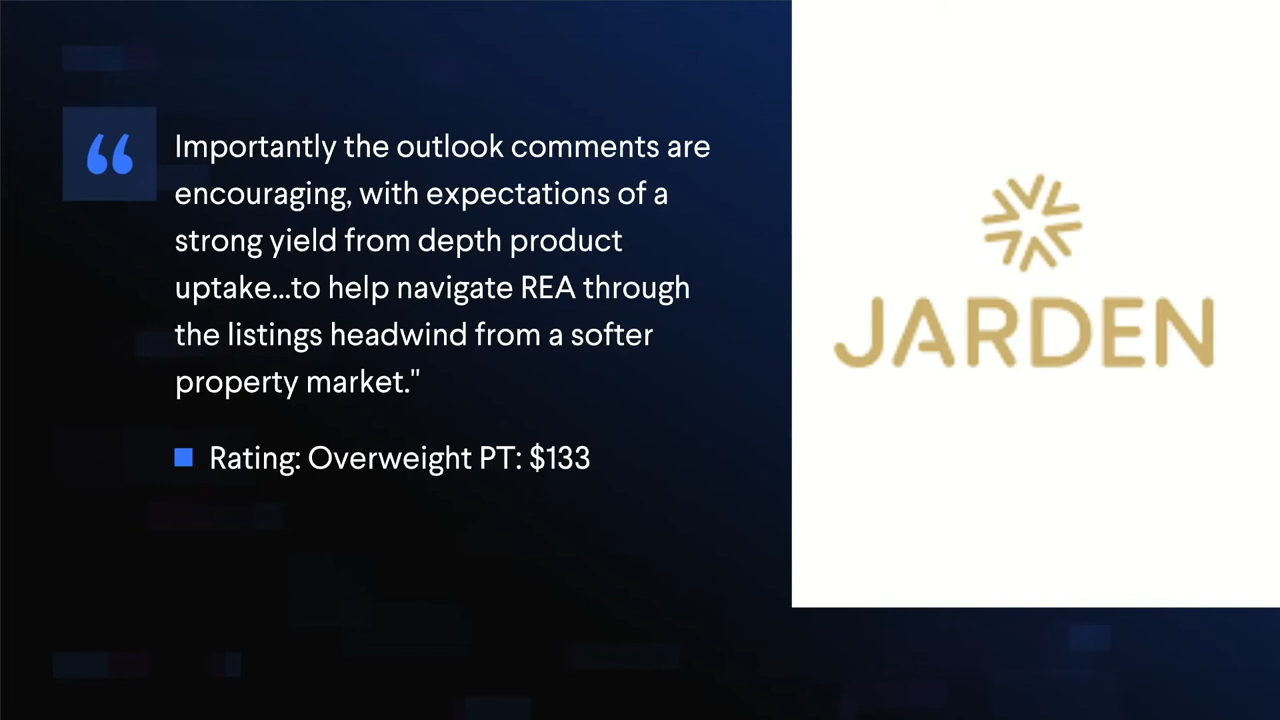 “
Importantly the outlook comments are
encouraging, with expectations of a
strong yield from depth product
uptake...to help navigate REA through
the listings headwind from a softer
property market."
Rating: Overweight PT: $133
JARDEN